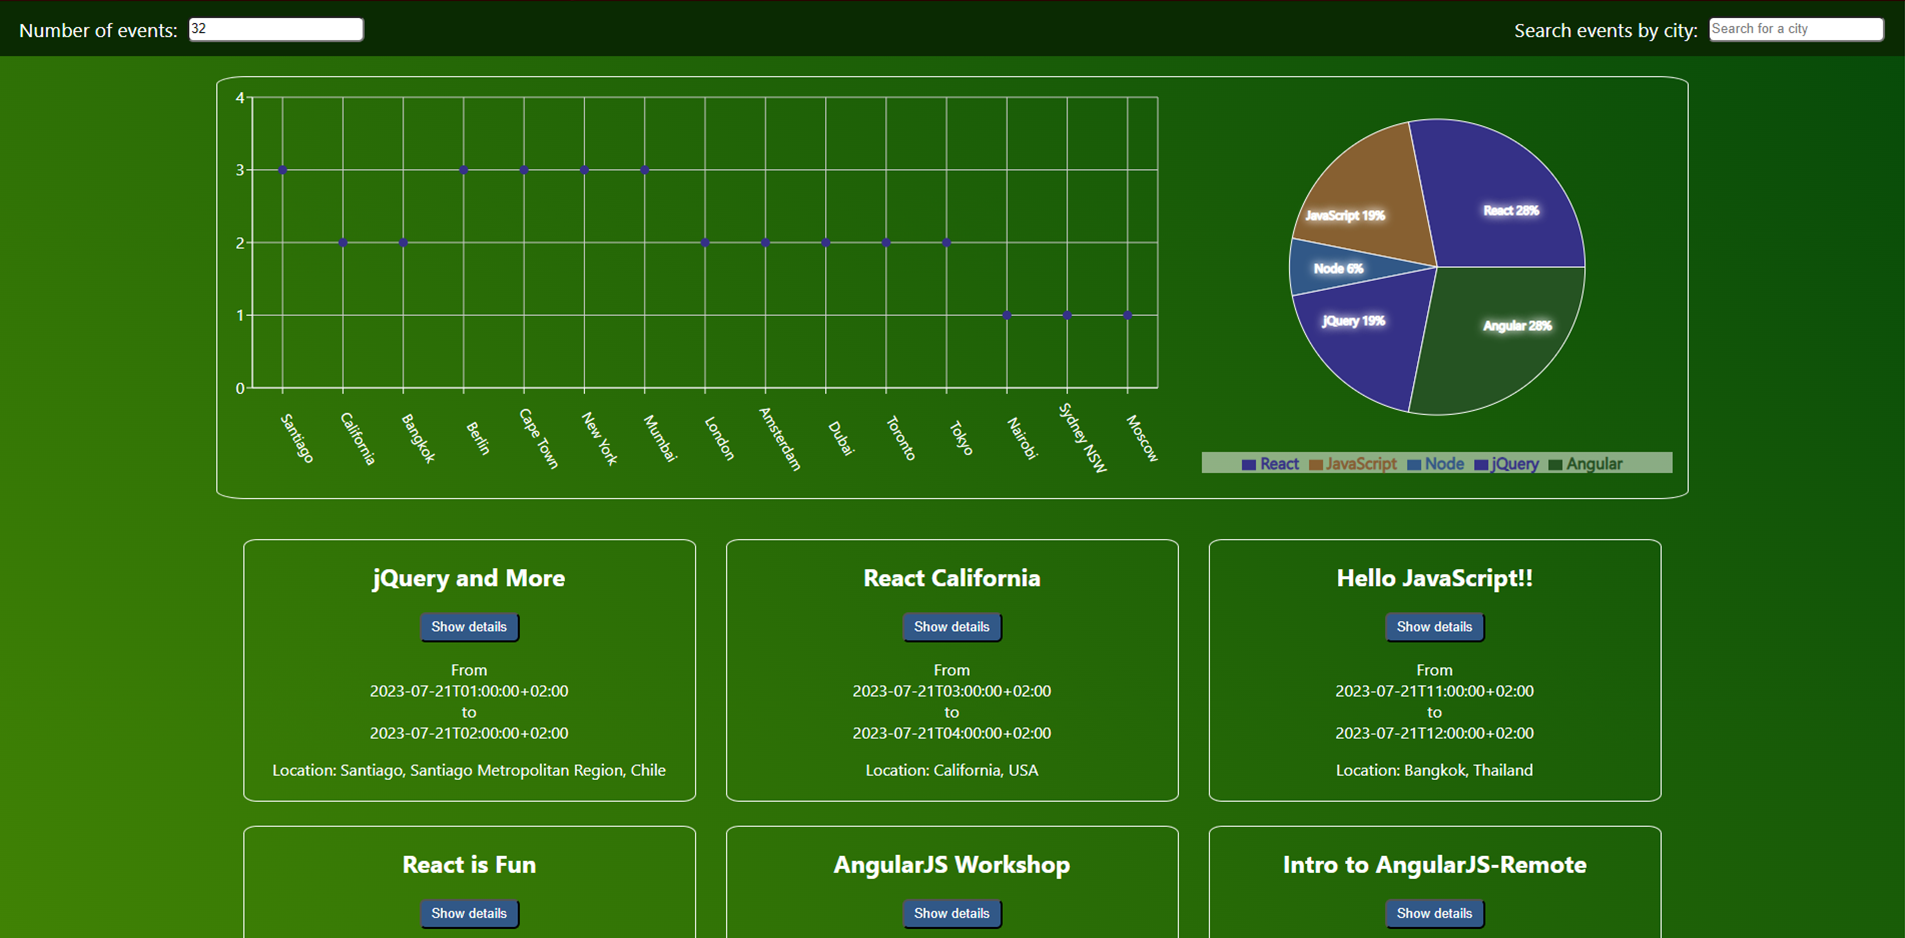 Number of events: 32
Search events by city: Search for a city
4
3
2
1
0
Santiago
California
Bangkok
Berlin
Cape Town
New York
Mumbai
London
Amsterdam
Dubai
Toronto
Tokyo
Nairobi
Sydney NSW
Moscow
React 28%
JavaScript 19%
Node 6%
jQuery 19%
Angular 28%
React JavaScript Node jQuery Angular
jQuery and More
Show details
From
2023-07-21T01:00:00+02:00
to
2023-07-21T02:00:00+02:00
Location: Santiago, Santiago Metropolitan Region, Chile
React California
Show details
From
2023-07-21T03:00:00+02:00
to
2023-07-21T04:00:00+02:00
Location: California, USA
Hello JavaScript!!
Show details
From
2023-07-21T11:00:00+02:00
to
2023-07-21T12:00:00+02:00
Location: Bangkok, Thailand
React is Fun
Show details
AngularJS Workshop
Show details
Intro to AngularJS-Remote
Show details